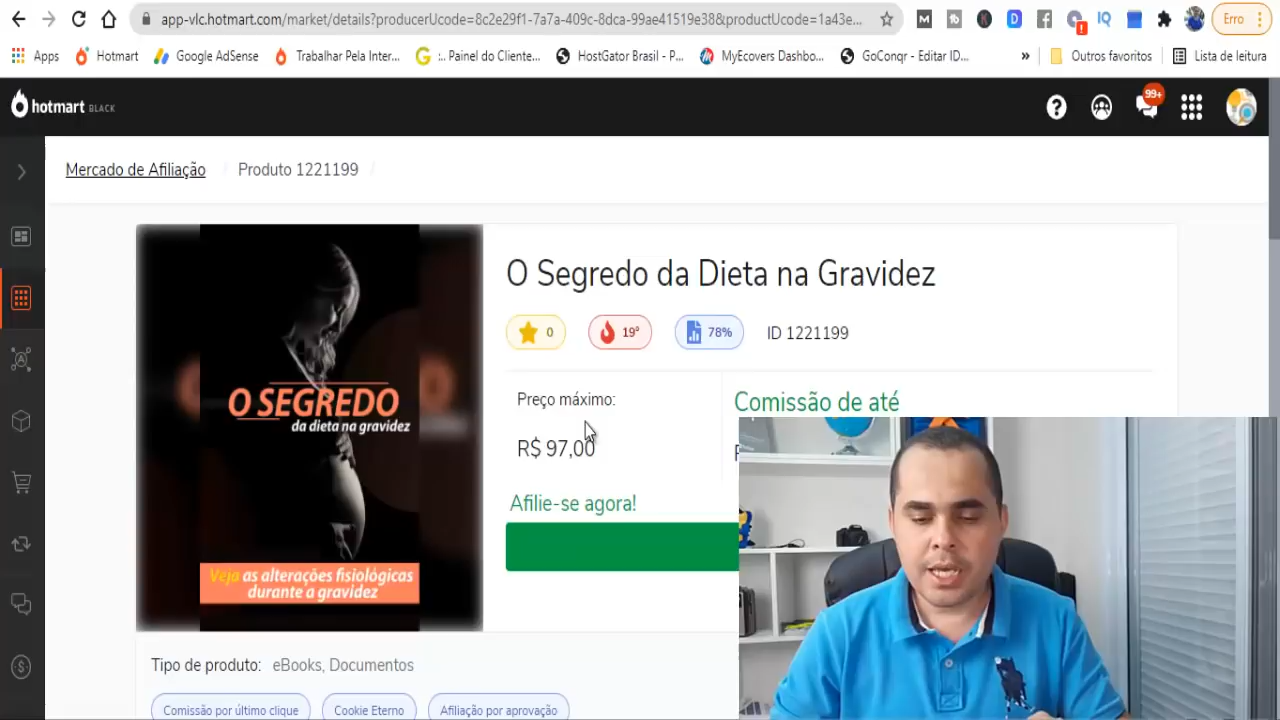 app-vlc.hotmart.com/market/details?producerUcode=8c2e29f1-7a7a-409c-8dca-99ae41519e38&productUcode=1a43e...
Erro
Apps
Hotmart
Google AdSense
Trabalhar Pela Inter...
:. Painel do Cliente...
HostGator Brasil - P...
MyEcovers Dashbo...
GoConqr - Editar ID...
»
Outros favoritos
Lista de leitura
hotmart BLACK
99+
Mercado de Afiliação / Produto 1221199 /
O SEGREDO
da dieta na gravidez
Veja as alterações fisiológicas
durante a gravidez
O Segredo da Dieta na Gravidez
0
19°
78%
ID 1221199
Preço máximo:
R$ 97,00
Comissão de até
Afilie-se agora!
Tipo de produto: eBooks, Documentos
Comissão por último clique
Cookie Eterno
Afiliação por aprovação